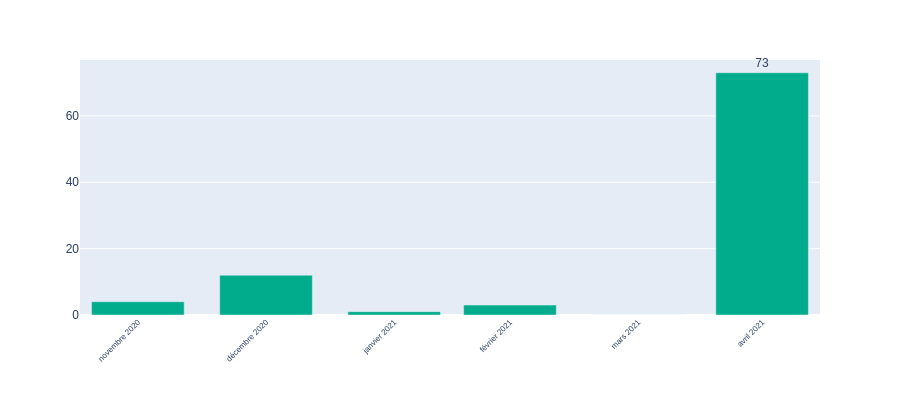 73
60
40
20
0
novembre 2020
décembre 2020
janvier 2021
février 2021
mars 2021
avril 2021